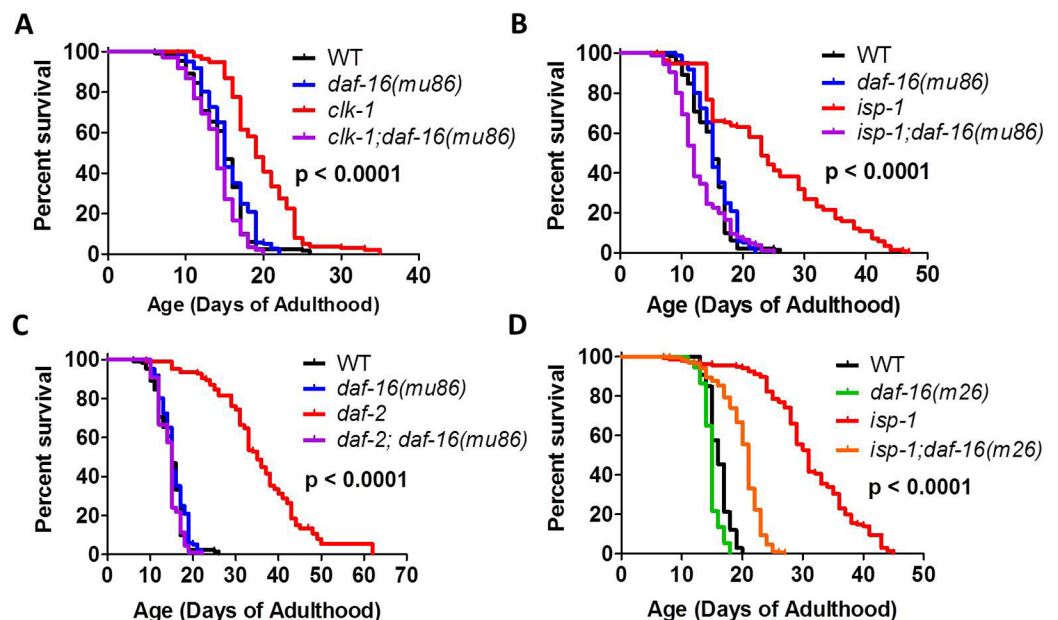 A
Percent survival
100
80
60
40
20
0
WT
daf-16(mu86)
clk-1
clk-1;daf-16(mu86)
p < 0.0001
0 10 20 30 40
Age (Days of Adulthood)
B
Percent survival
100
80
60
40
20
0
WT
daf-16(mu86)
isp-1
isp-1;daf-16(mu86)
p < 0.0001
0 10 20 30 40 50
Age (Days of Adulthood)
C
Percent survival
100
80
60
40
20
0
WT
daf-16(mu86)
daf-2
daf-2; daf-16(mu86)
p < 0.0001
0 10 20 30 40 50 60 70
Age (Days of Adulthood)
D
Percent survival
100
80
60
40
20
0
WT
daf-16(m26)
isp-1
isp-1;daf-16(m26)
p < 0.0001
0 10 20 30 40 50
Age (Days of Adulthood)